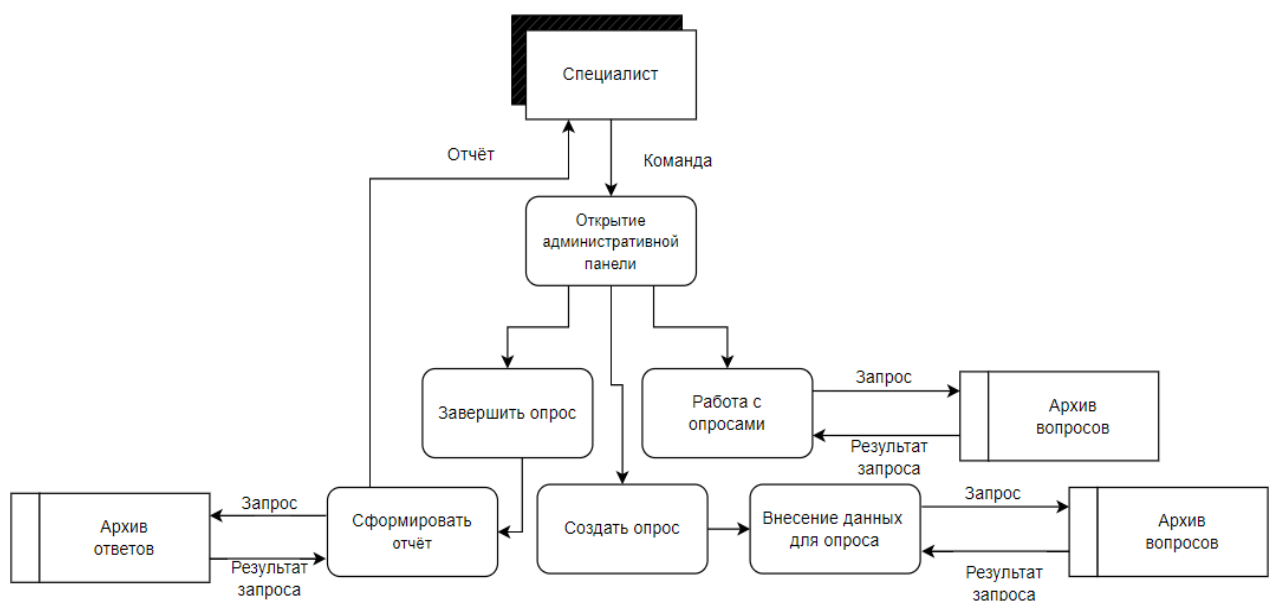 Специалист
Отчёт
Команда
Открытие
административной
панели
Завершить опрос
Работа с
опросами
Запрос
Результат
запроса
Архив
вопросов
Архив
ответов
Запрос
Результат
запроса
Сформировать
отчёт
Создать опрос
Внесение данных
для опроса
Запрос
Результат
запроса
Архив
вопросов